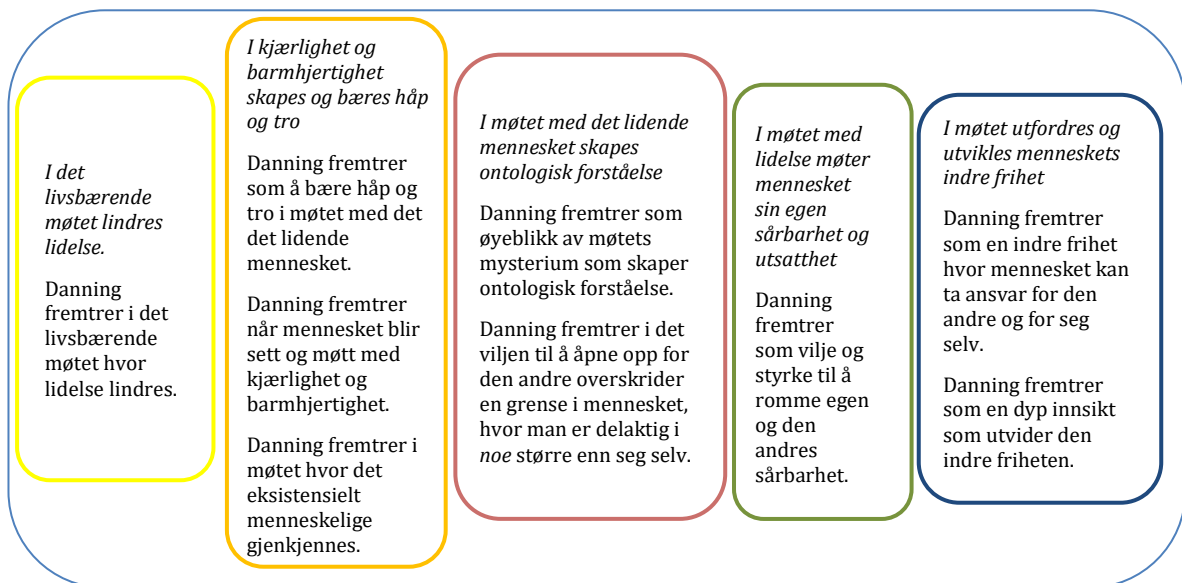 I det
livsbærende
møtet lindres
lidelse.
Danning
fremtrer i det
livsbærende
møtet hvor
lidelse lindres.
I kjærlighet og
barmhjertighet
skapes og bæres håp
og tro
Danning fremtrer
som å bære håp og
tro i møtet med det
det lidende
mennesket.
Danning fremtrer
når mennesket blir
sett og møtt med
kjærlighet og
barmhjertighet.
Danning fremtrer i
møtet hvor det
eksistensielt
menneskelige
gjenkjennes.
I møtet med det lidende
mennesket skapes
ontologisk forståelse
Danning fremtrer som
øyeblikk av møtets
mysterium som skaper
ontologisk forståelse.
Danning fremtrer i det
viljen til å åpne opp for
den andre overskrider
en grense i mennesket,
hvor man er delaktig i
noe større enn seg selv.
I møtet med
lidelse møter
mennesket
sin egen
sårbarhet og
utsatthet
Danning
fremtrer
som vilje og
styrke til å
romme egen
og den
andres
sårbarhet.
I møtet utfordres og
utvikles menneskets
indre frihet
Danning fremtrer
som en indre frihet
hvor mennesket kan
ta ansvar for den
andre og for seg
selv.
Danning fremtrer
som en dyp innsikt
som utvider den
indre friheten.